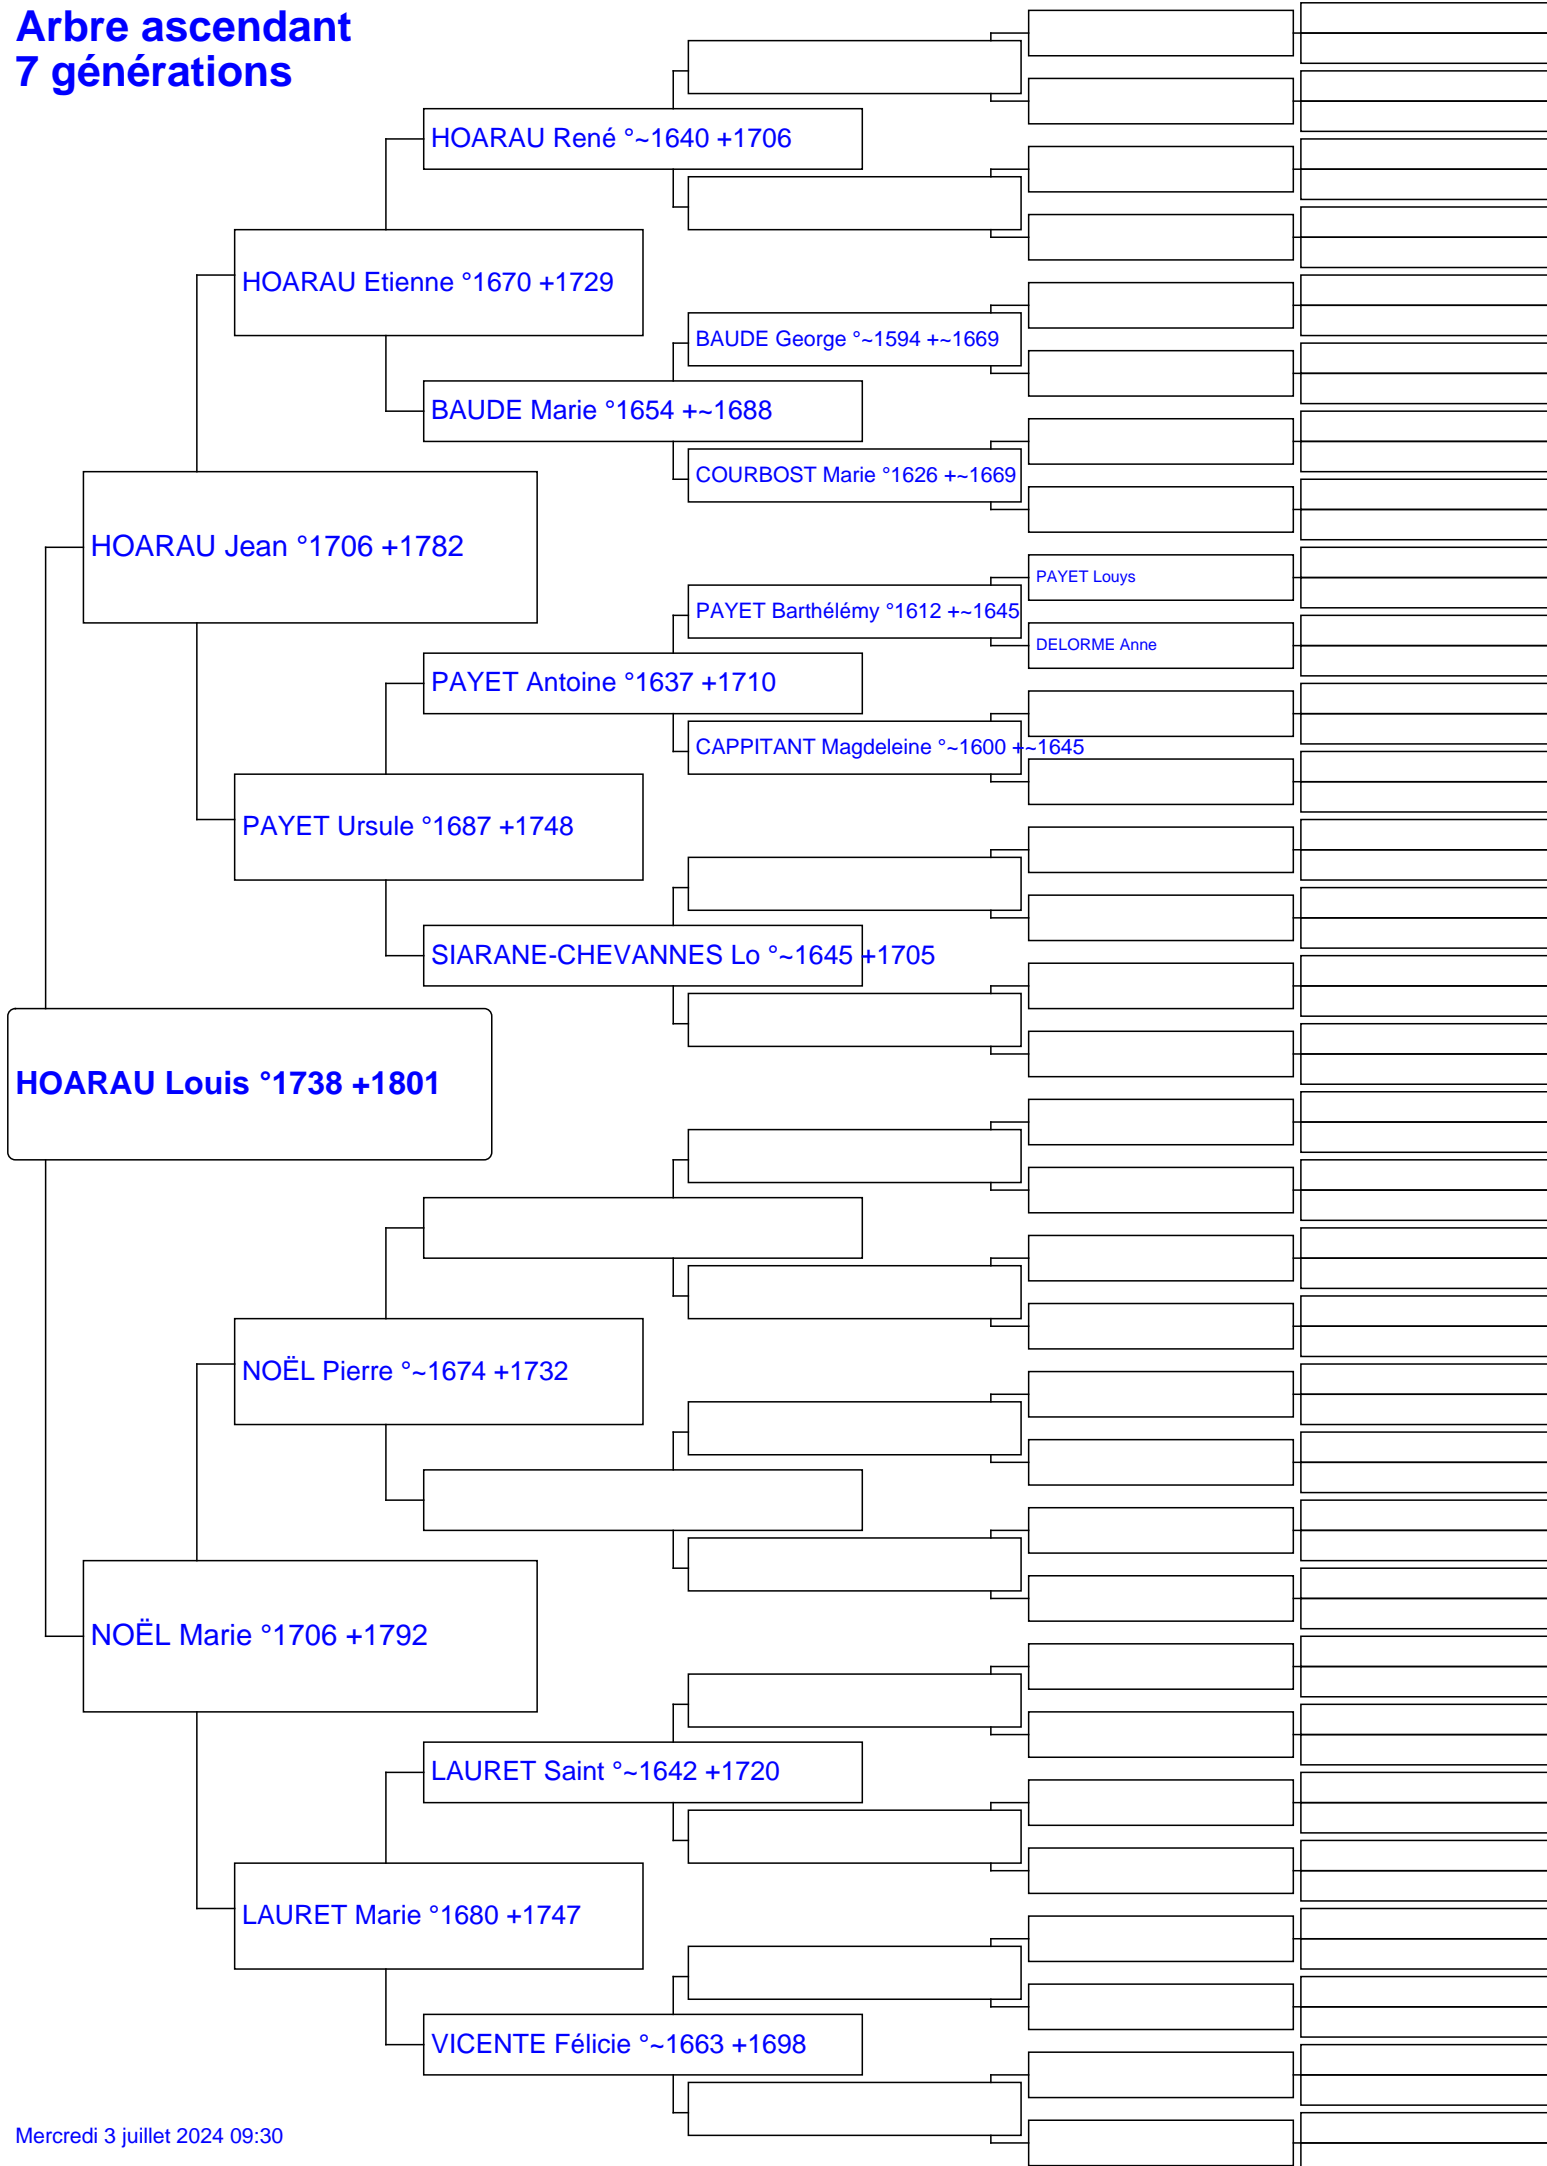 Arbre ascendant
7 générations
HOARAU René °~1640 +1706
HOARAU Etienne °1670 +1729
BAUDE George °~1594 +~1669
BAUDE Marie °1654 +~1688
COURBOST Marie °1626 +~1669
HOARAU Jean °1706 +1782
PAYET Louys
PAYET Barthélémy °1612 +~1645
DELORME Anne
PAYET Antoine °1637 +1710
CAPPITANT Magdeleine °~1600 +~1645
PAYET Ursule °1687 +1748
SIARANE-CHEVANNES Lo °~1645 +1705
HOARAU Louis °1738 +1801
NOËL Pierre °~1674 +1732
NOËL Marie °1706 +1792
LAURET Saint °~1642 +1720
LAURET Marie °1680 +1747
VICENTE Félicie °~1663 +1698
Mercredi 3 juillet 2024 09:30